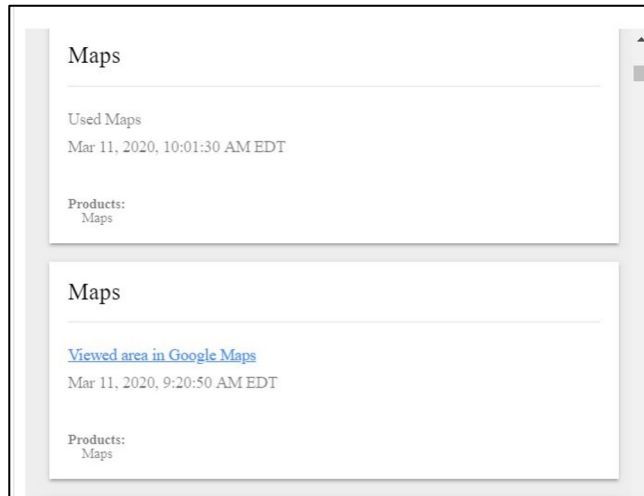 Maps
Used Maps
Mar 11, 2020, 10:01:30 AM EDT
Products:
Maps
Maps
Viewed area in Google Maps
Mar 11, 2020, 9:20:50 AM EDT
Products:
Maps